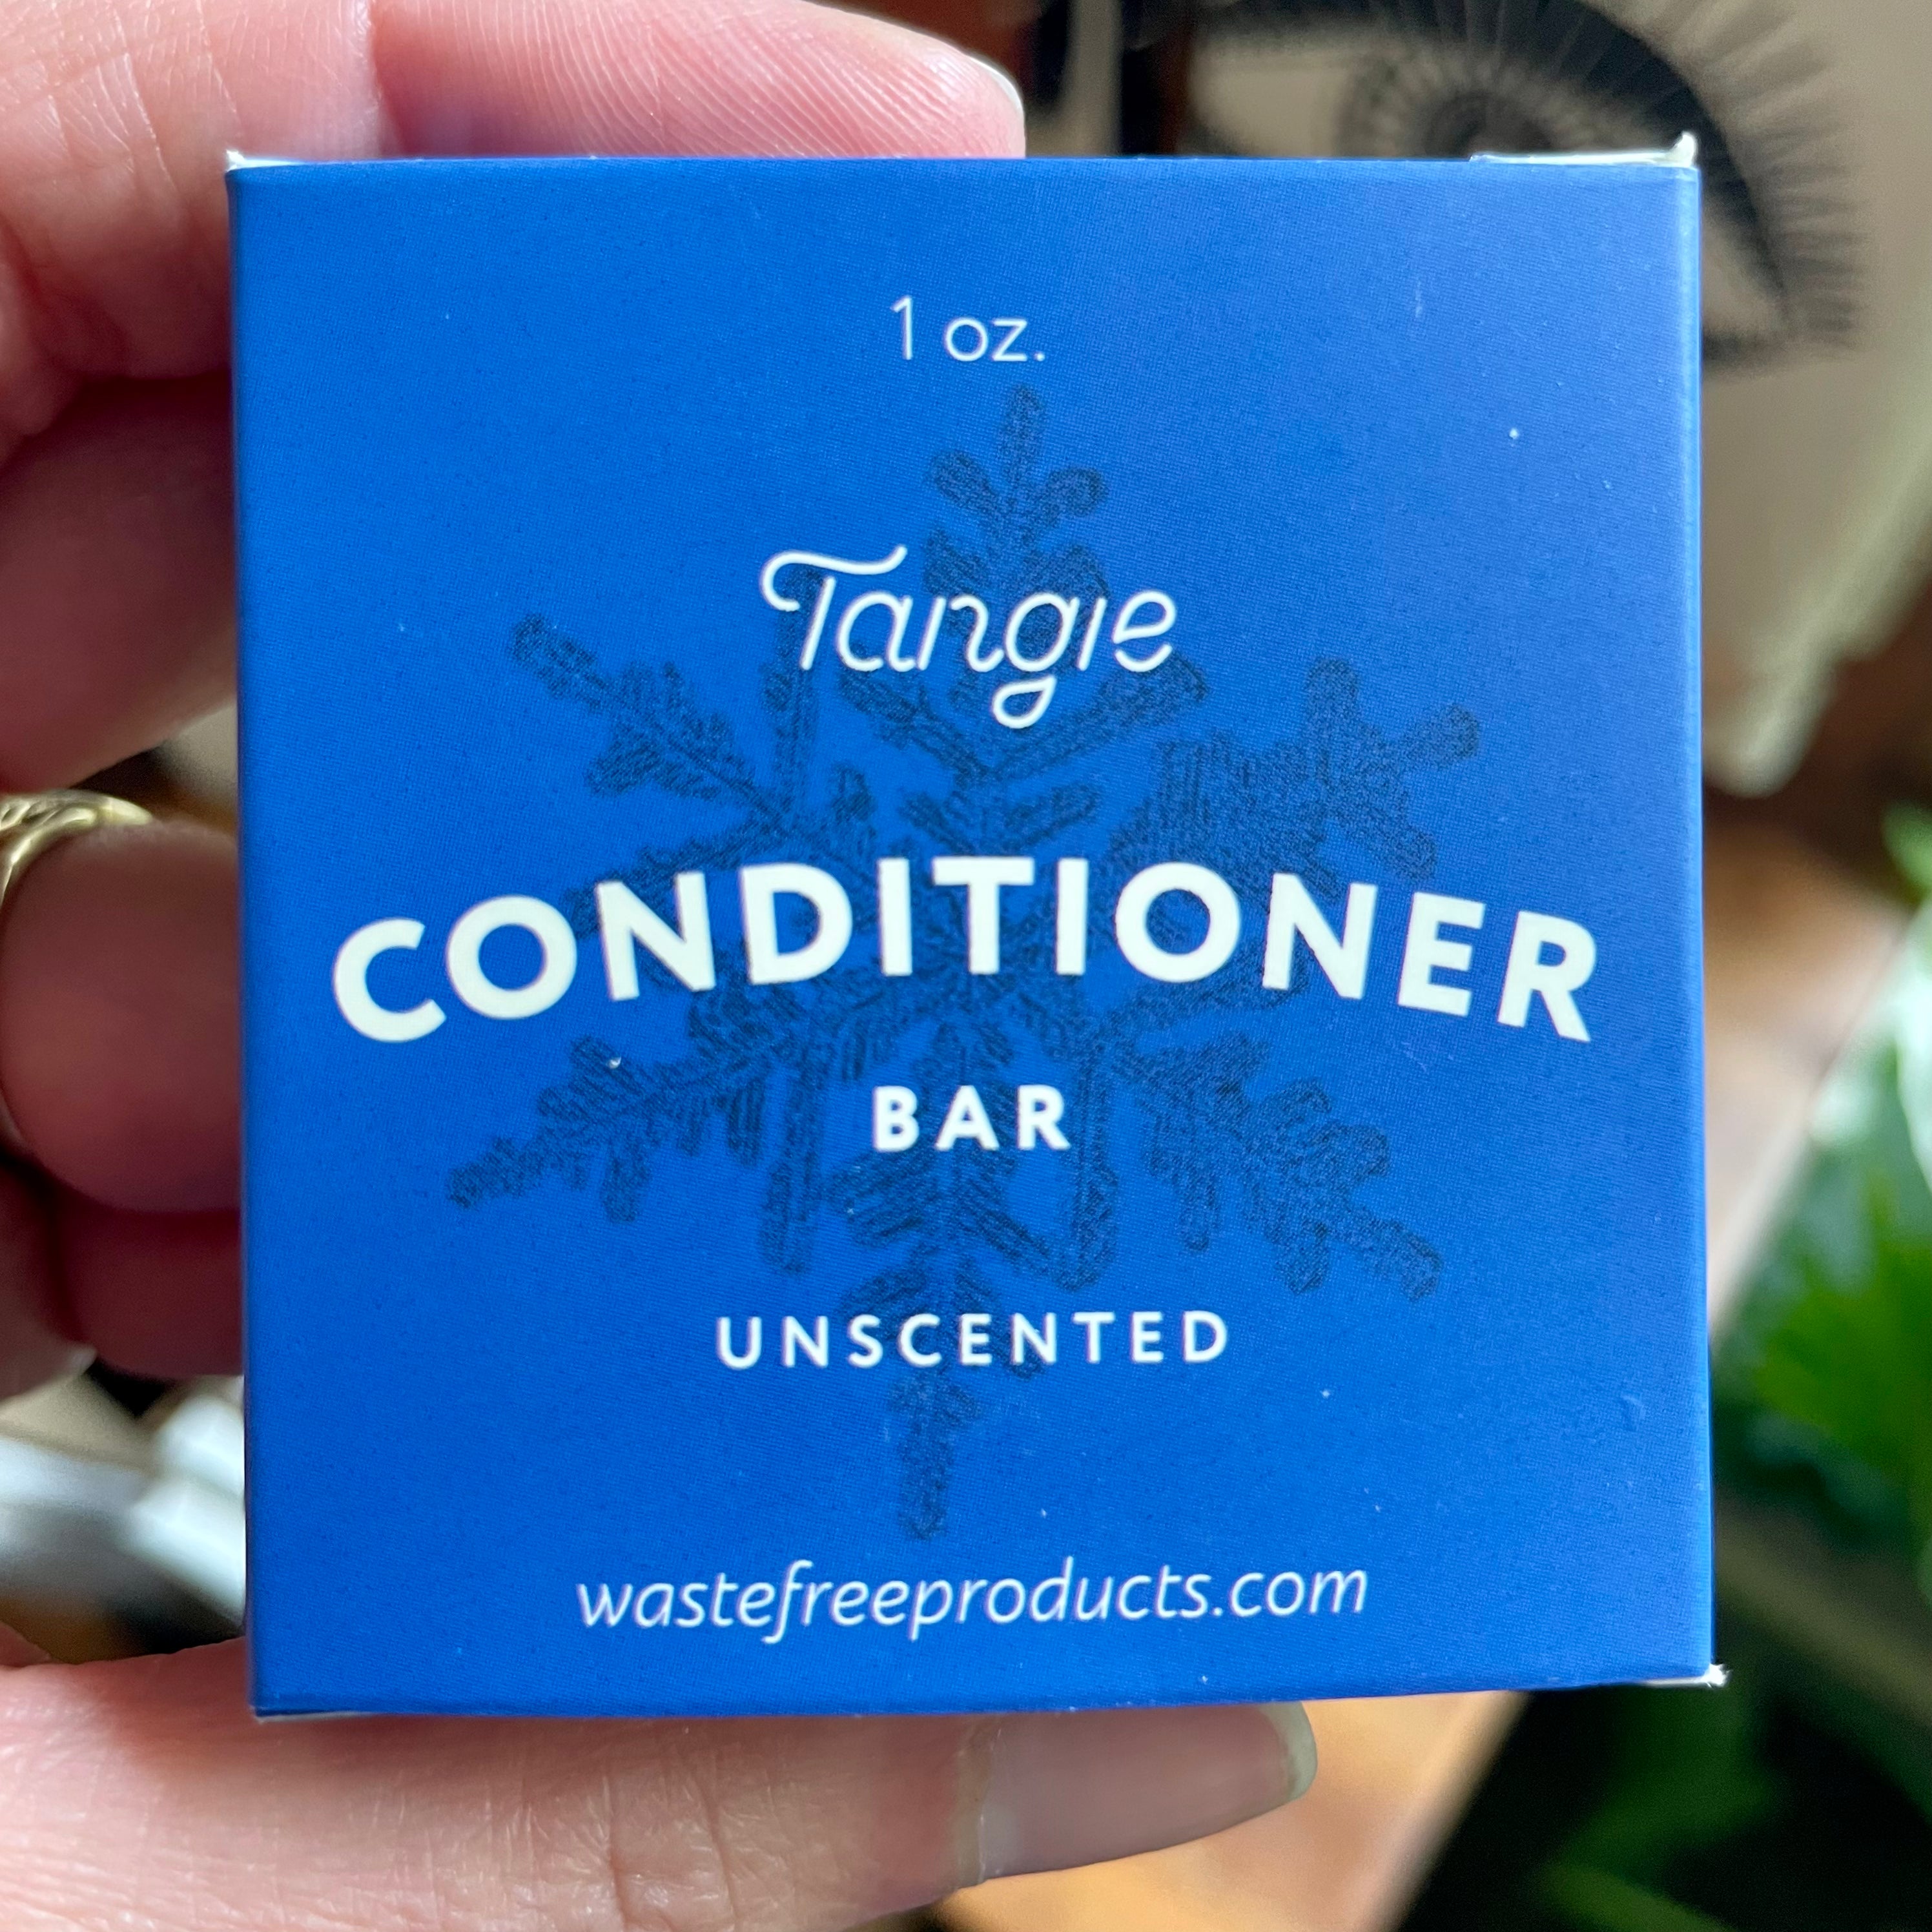 1 oz.
Tangie
CONDITIONER
BAR
UNSCENTED
wastefreeproducts.com